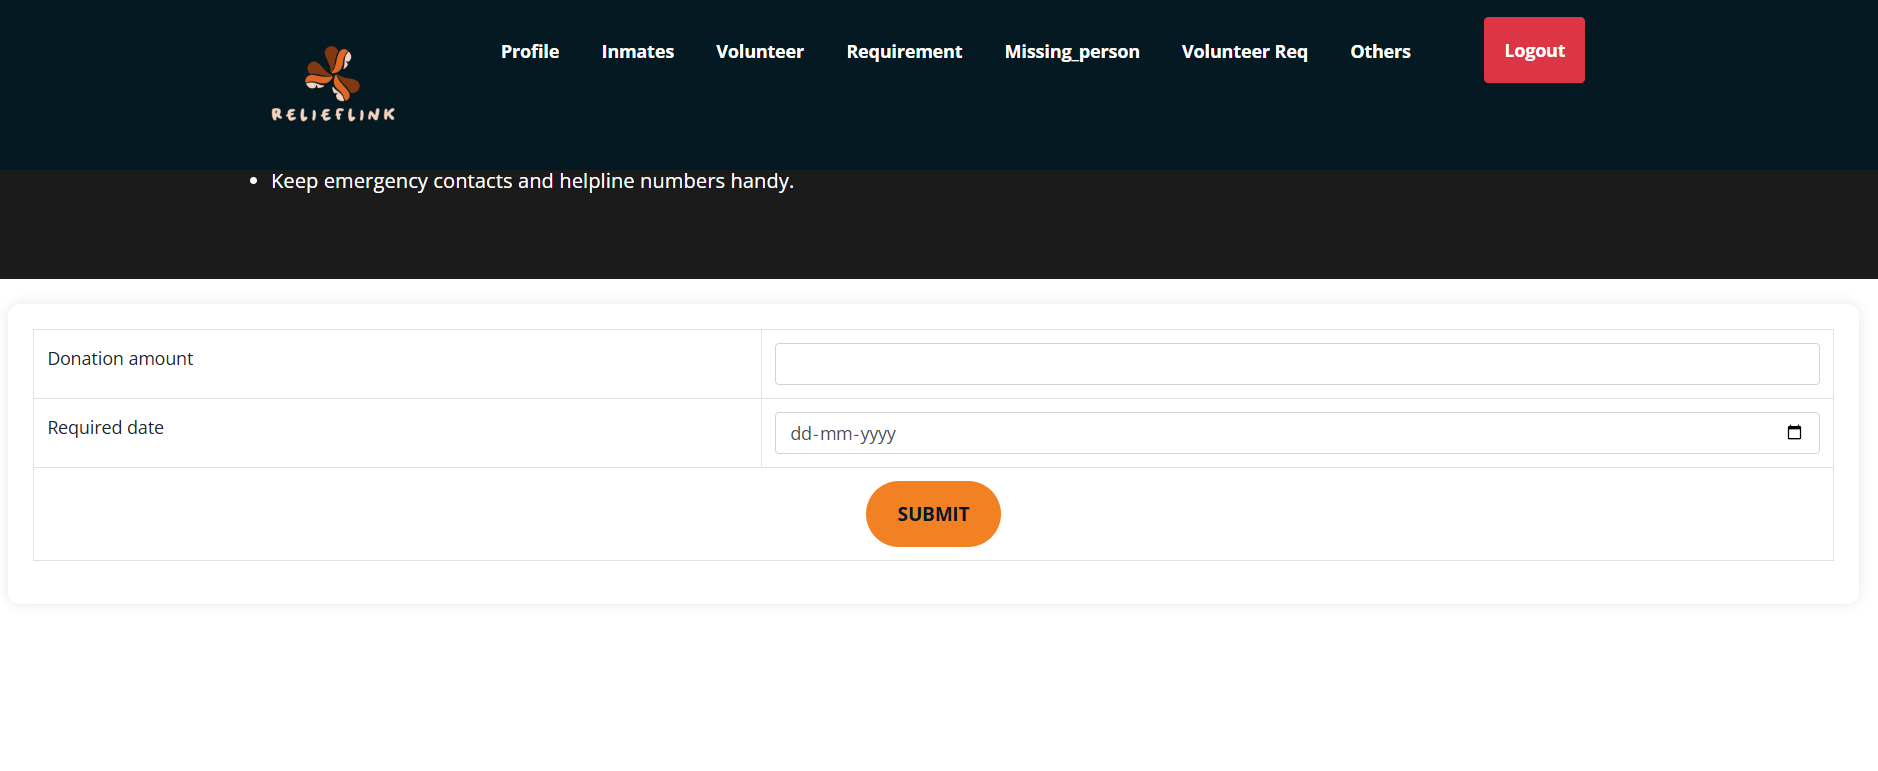 Profile Inmates Volunteer Requirement Missing_person Volunteer Req Others Logout
RELIEFLINK
• Keep emergency contacts and helpline numbers handy.
Donation amount
Required date dd-mm-yyyy
SUBMIT